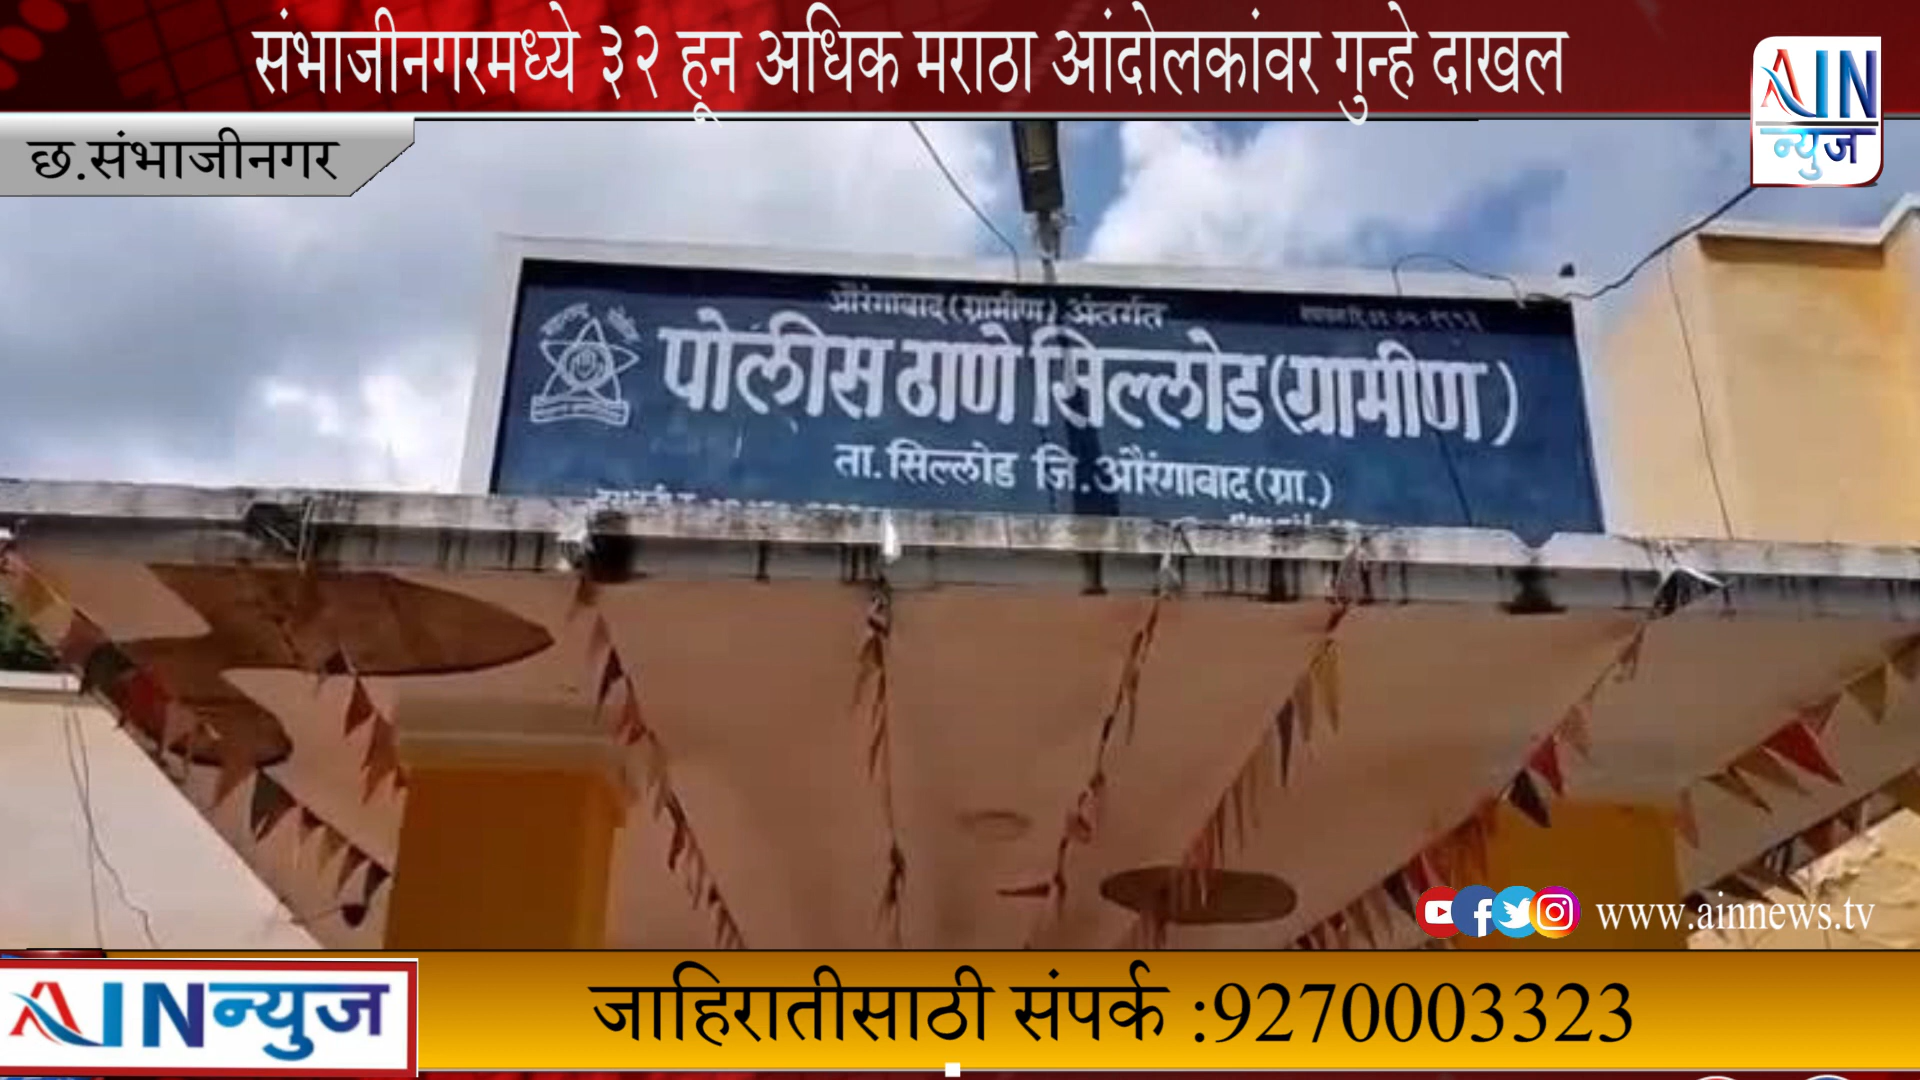 संभाजीनगरमध्ये ३२ हून अधिक मराठा आंदोलकांवर गुन्हे दाखल
AIN
न्युज
छ.संभाजीनगर
औरंगाबाद (ग्रामीण) अंतर्गत
पोलीस ठाणे सिल्लोड (ग्रामीण)
ता. सिल्लोड जि. औरंगाबाद (ग्रा.)
www.ainnews.tv
AIN न्युज
जाहिरातीसाठी संपर्क :9270003323